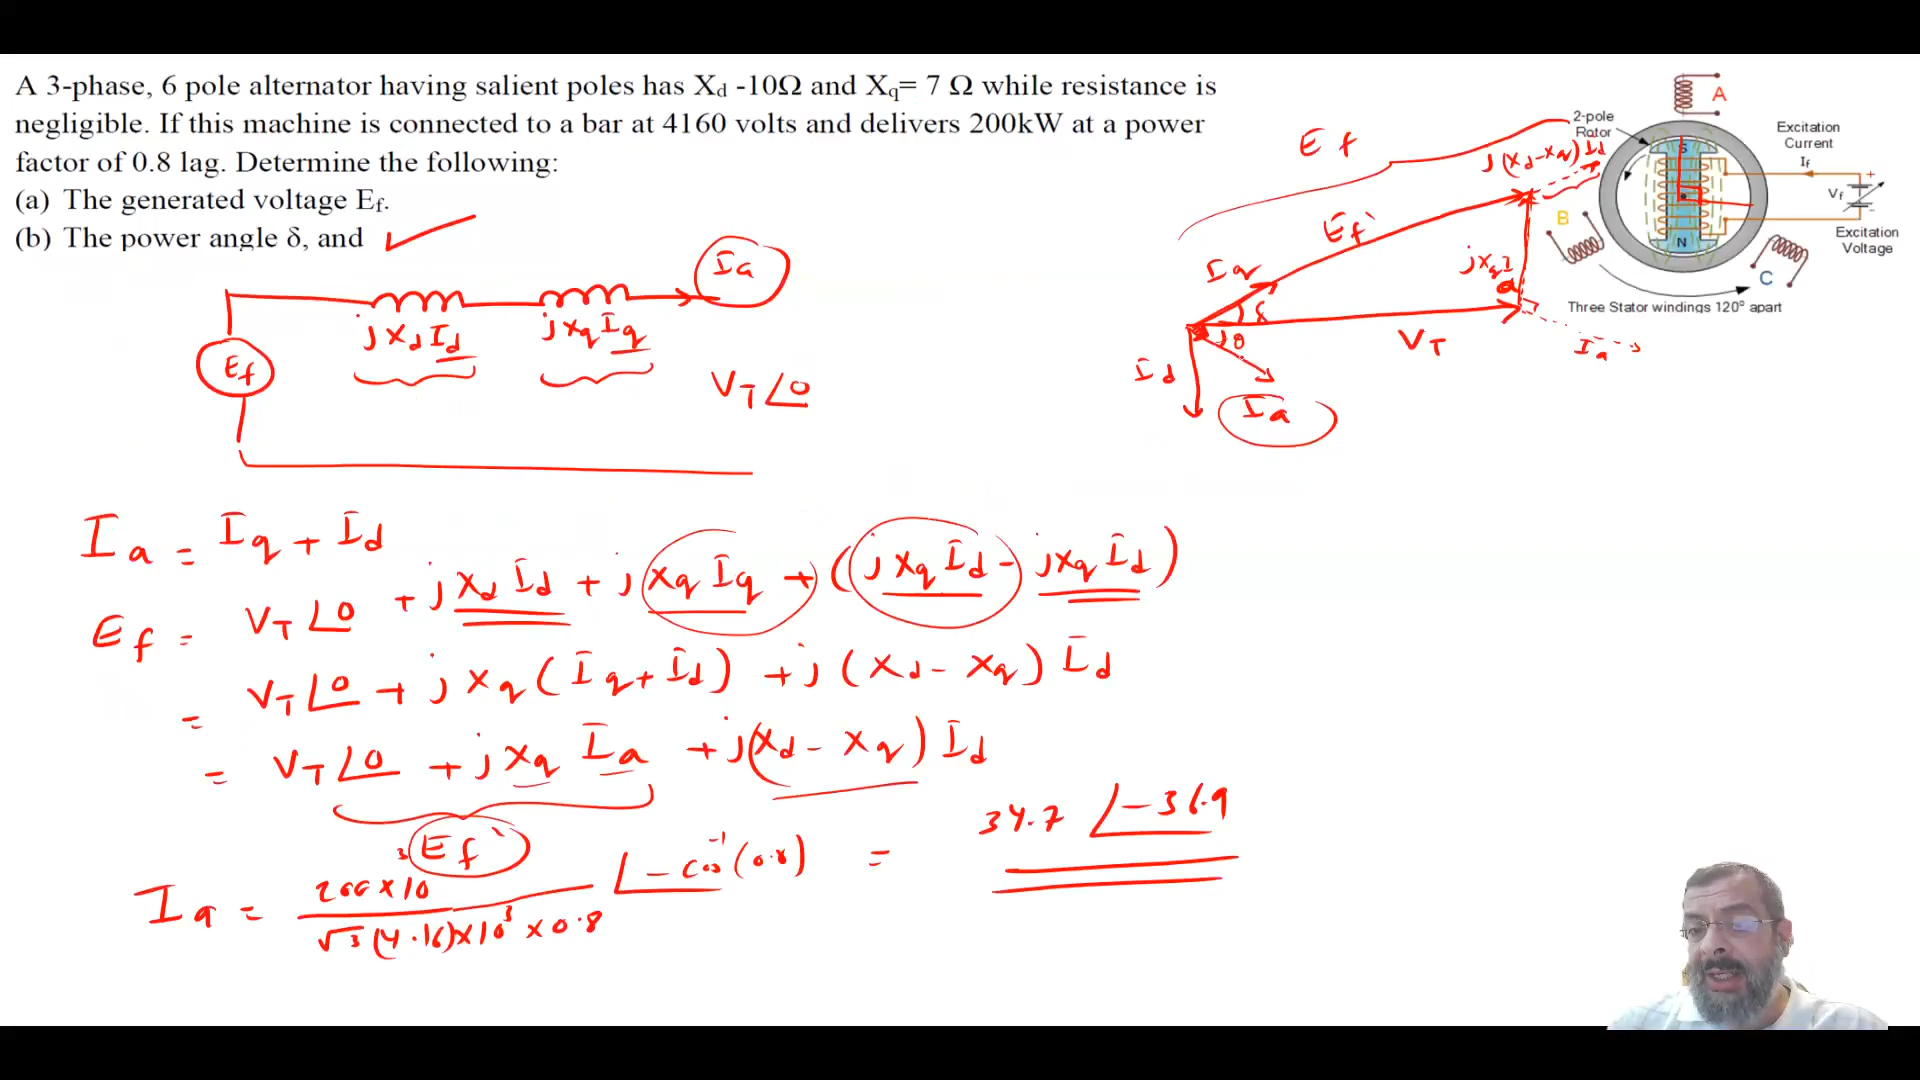 A 3-phase, 6 pole alternator having salient poles has Xd -10Ω and Xq= 7 Ω while resistance is
negligible. If this machine is connected to a bar at 4160 volts and delivers 200kW at a power
factor of 0.8 lag. Determine the following:
(a) The generated voltage Ef.
(b) The power angle δ, and
Ia
jXdId jXqIq
Ef
VT∠0
Ef
j(Xd-Xq)Id
Ef'
Iq
jXqIa
δ
θ
VT
Ia
Id
Ia
A
2-pole
Rotor
Excitation
Current
If
S
+
Vf
-
B
N
Excitation
Voltage
C
Three Stator windings 120° apart
Ia = Iq + Id
Ef = VT∠0 + jXdId + jXqIq + (jXqId - jXqId)
= VT∠0 + jXq(Iq+Id) + j(Xd-Xq)Id
= VT∠0 + jXqIa + j(Xd-Xq)Id
Ef'
Ia = 200×10³ / √3(4.16)×10³×0.8 ∠-cos⁻¹(0.8) = 34.7 ∠-36.9